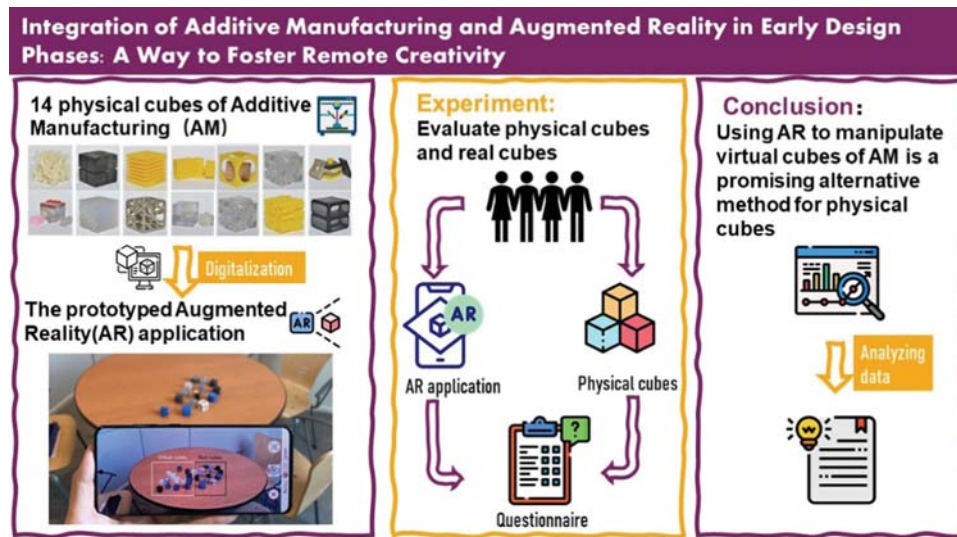 Integration of Additive Manufacturing and Augmented Reality in Early Design
Phases: A Way to Foster Remote Creativity
14 physical cubes of Additive
Manufacturing (AM)
Digitalization
The prototyped Augmented
Reality(AR) application
AR
Experiment:
Evaluate physical cubes
and real cubes
AR
AR application
Physical cubes
?
Questionnaire
Conclusion:
Using AR to manipulate
virtual cubes of AM is a
promising alternative
method for physical
cubes
Analyzing
data